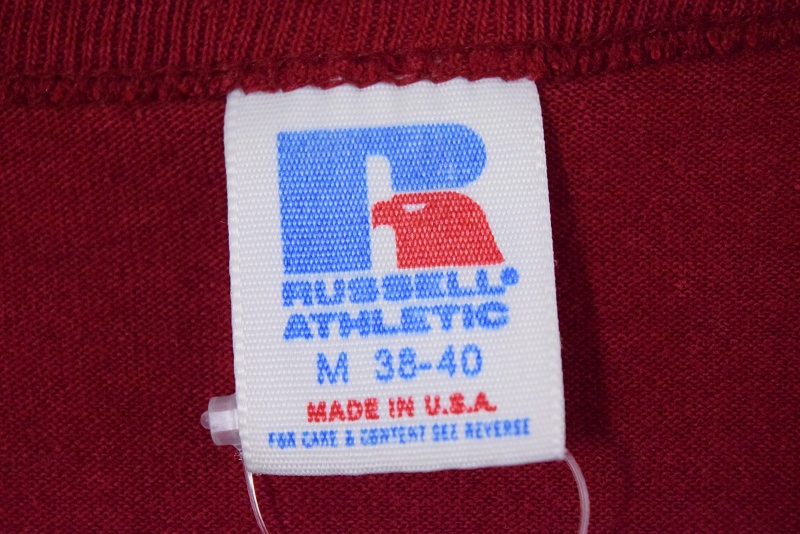 RUSSELL®
ATHLETIC
M 38-40
MADE IN U.S.A.
FOR CARE & CONTENT SEE REVERSE